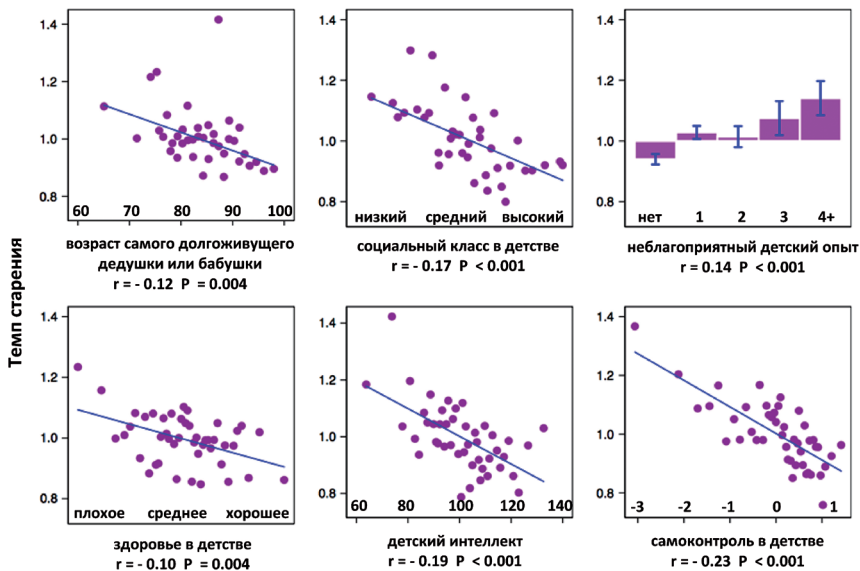 Темп старения
1.4
1.2
1.0
0.8
60 70 80 90 100
возраст самого долгоживущего
дедушки или бабушки
r = - 0.12 P = 0.004
1.4
1.2
1.0
0.8
низкий средний высокий
социальный класс в детстве
r = - 0.17 P < 0.001
1.4
1.2
1.0
0.8
нет 1 2 3 4+
неблагоприятный детский опыт
r = 0.14 P < 0.001
1.4
1.2
1.0
0.8
плохое среднее хорошее
здоровье в детстве
r = - 0.10 P = 0.004
1.4
1.2
1.0
0.8
60 80 100 120 140
детский интеллект
r = - 0.19 P < 0.001
1.4
1.2
1.0
0.8
-3 -2 -1 0 1
самоконтроль в детстве
r = - 0.23 P < 0.001